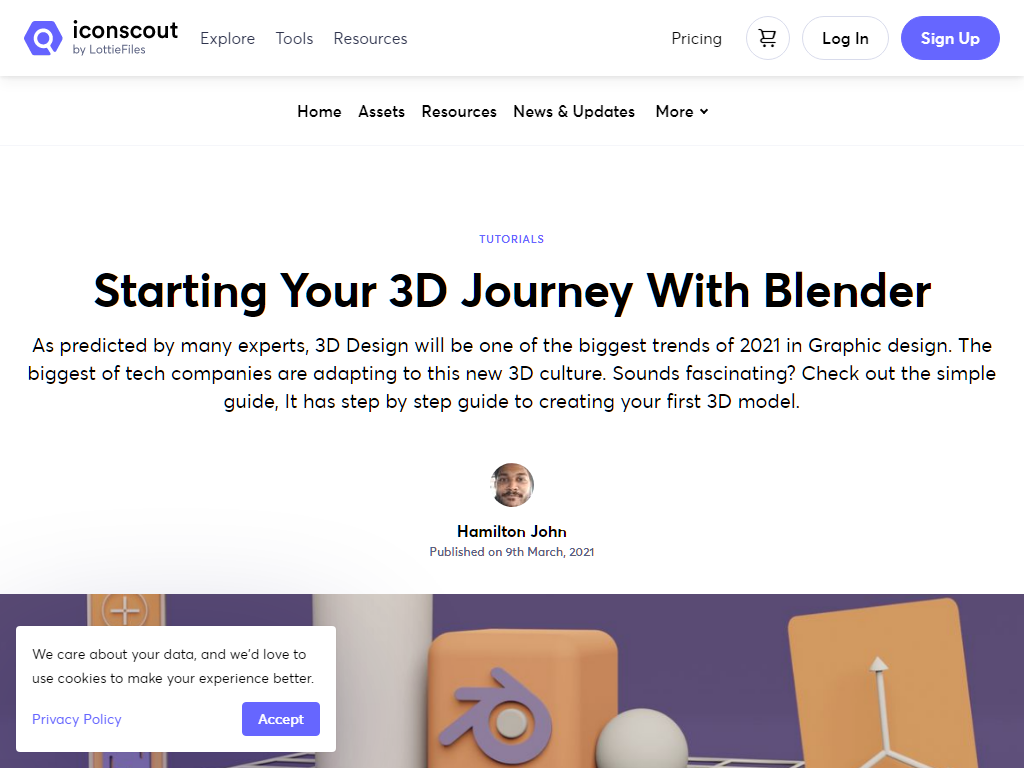 iconscout
by LottieFiles
Explore Tools Resources
Pricing
Log In
Sign Up
Home Assets Resources News & Updates More
TUTORIALS
Starting Your 3D Journey With Blender
As predicted by many experts, 3D Design will be one of the biggest trends of 2021 in Graphic design. The
biggest of tech companies are adapting to this new 3D culture. Sounds fascinating? Check out the simple
guide, It has step by step guide to creating your first 3D model.
Hamilton John
Published on 9th March, 2021
We care about your data, and we'd love to
use cookies to make your experience better.
Privacy Policy
Accept